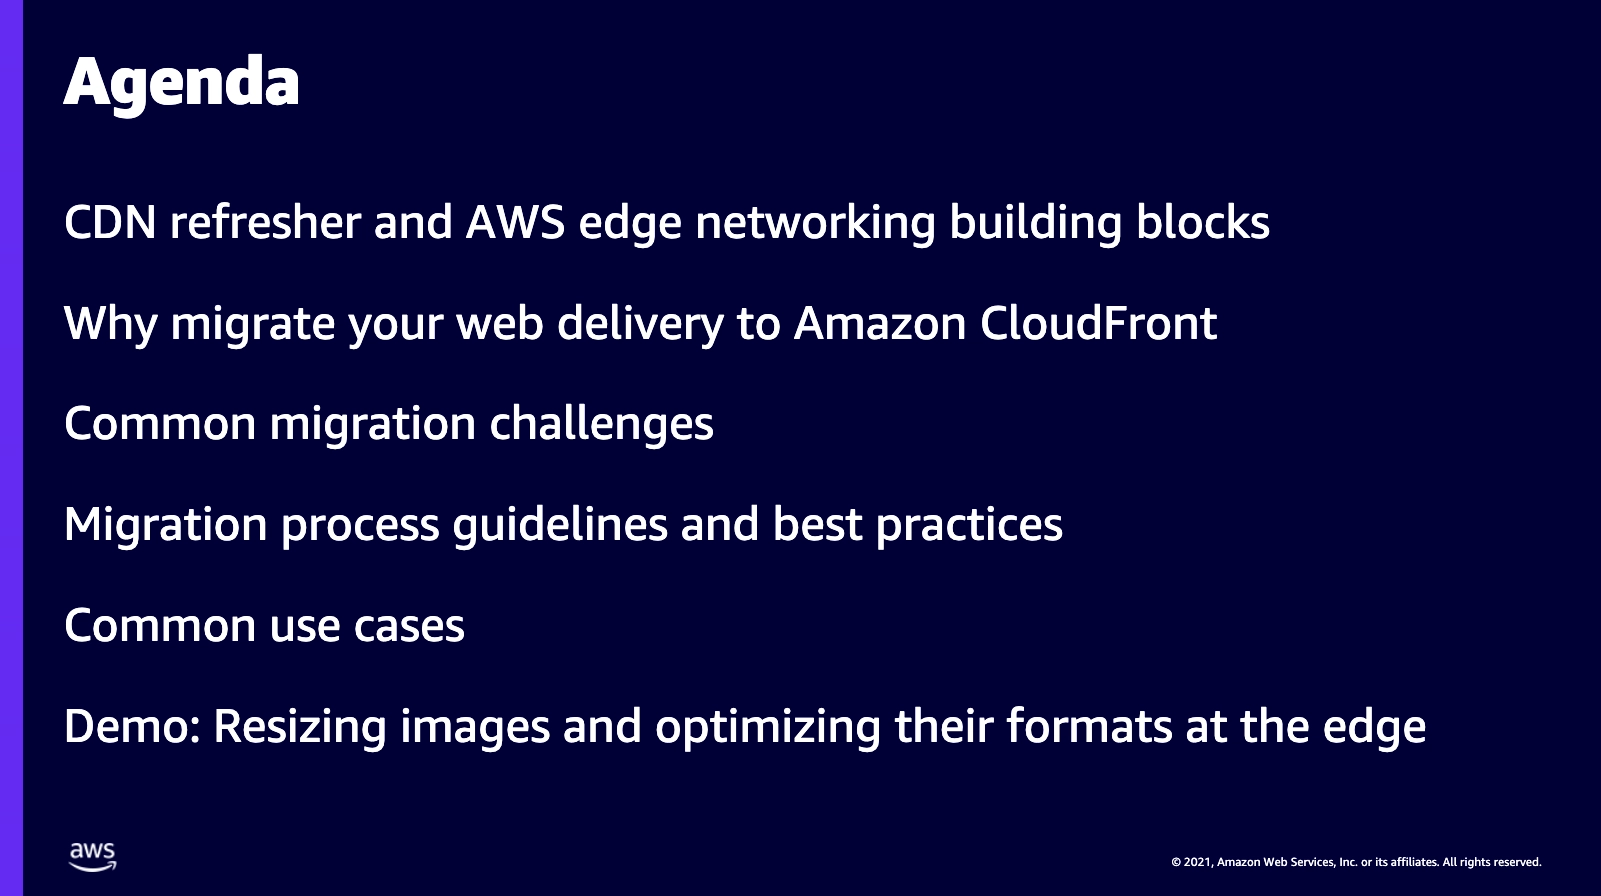 Agenda
CDN refresher and AWS edge networking building blocks
Why migrate your web delivery to Amazon CloudFront
Common migration challenges
Migration process guidelines and best practices
Common use cases
Demo: Resizing images and optimizing their formats at the edge
aws
© 2021, Amazon Web Services, Inc. or its affiliates. All rights reserved.